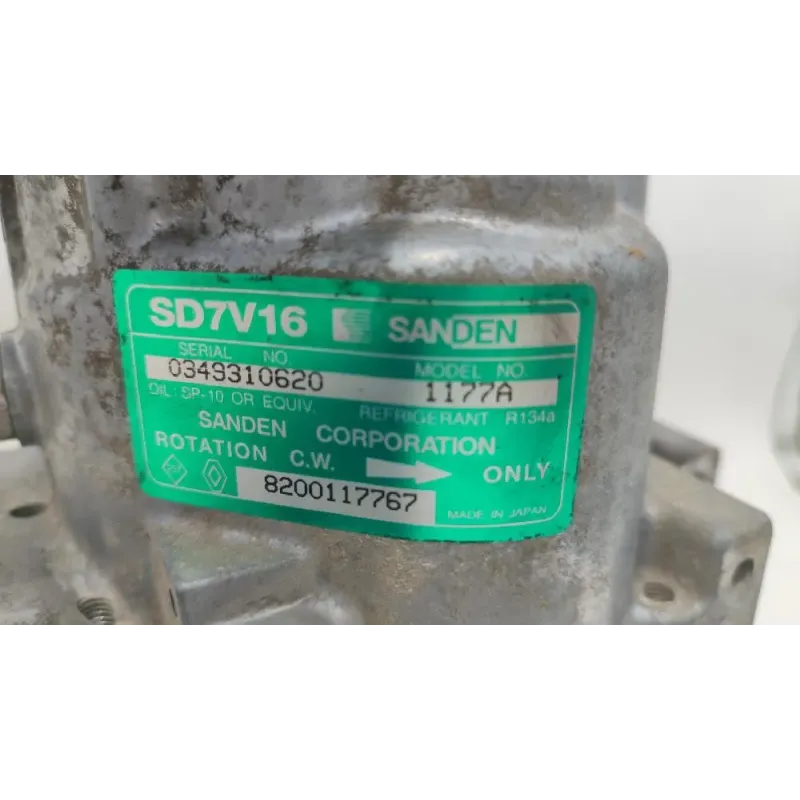 SD7V16 SANDEN
SERIAL NO. MODEL NO.
0349310620 1177A
OIL: SP-10 OR EQUIV. REFRIGERANT R134a
SANDEN CORPORATION
ROTATION C.W. ONLY
8200117767
MADE IN JAPAN